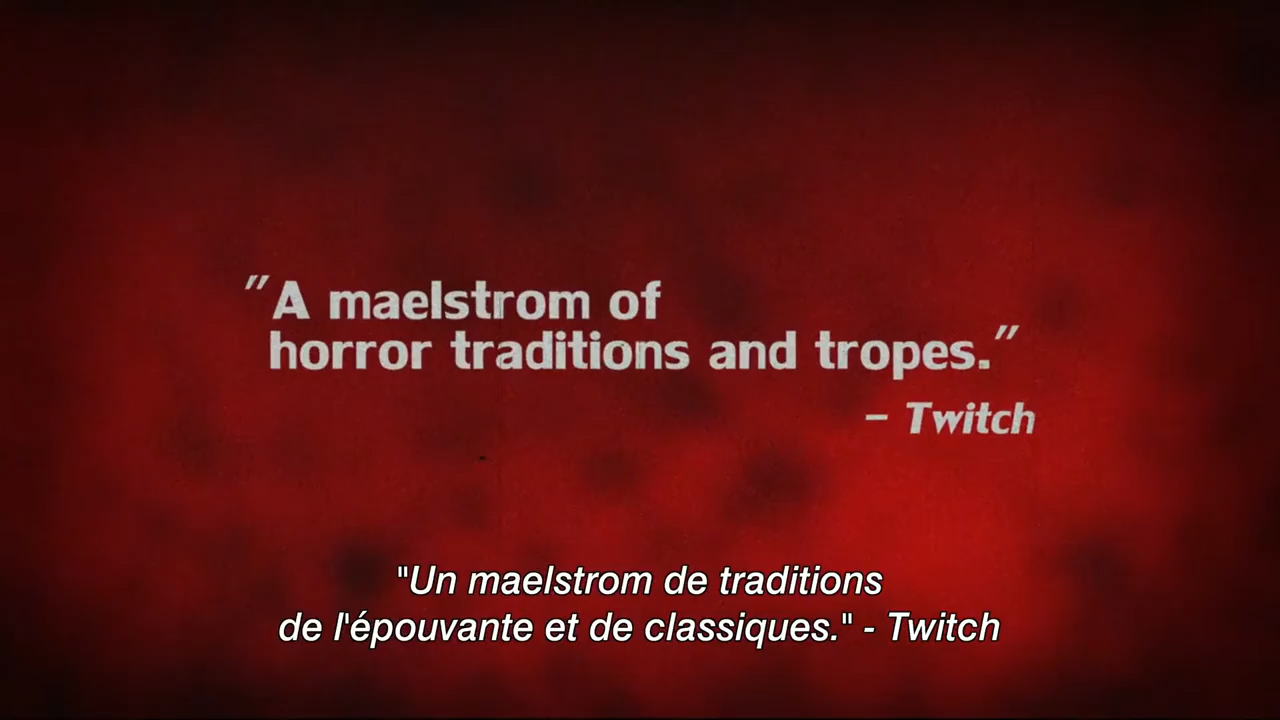 "A maelstrom of
horror traditions and tropes."
– Twitch
"Un maelstrom de traditions
de l'épouvante et de classiques." - Twitch